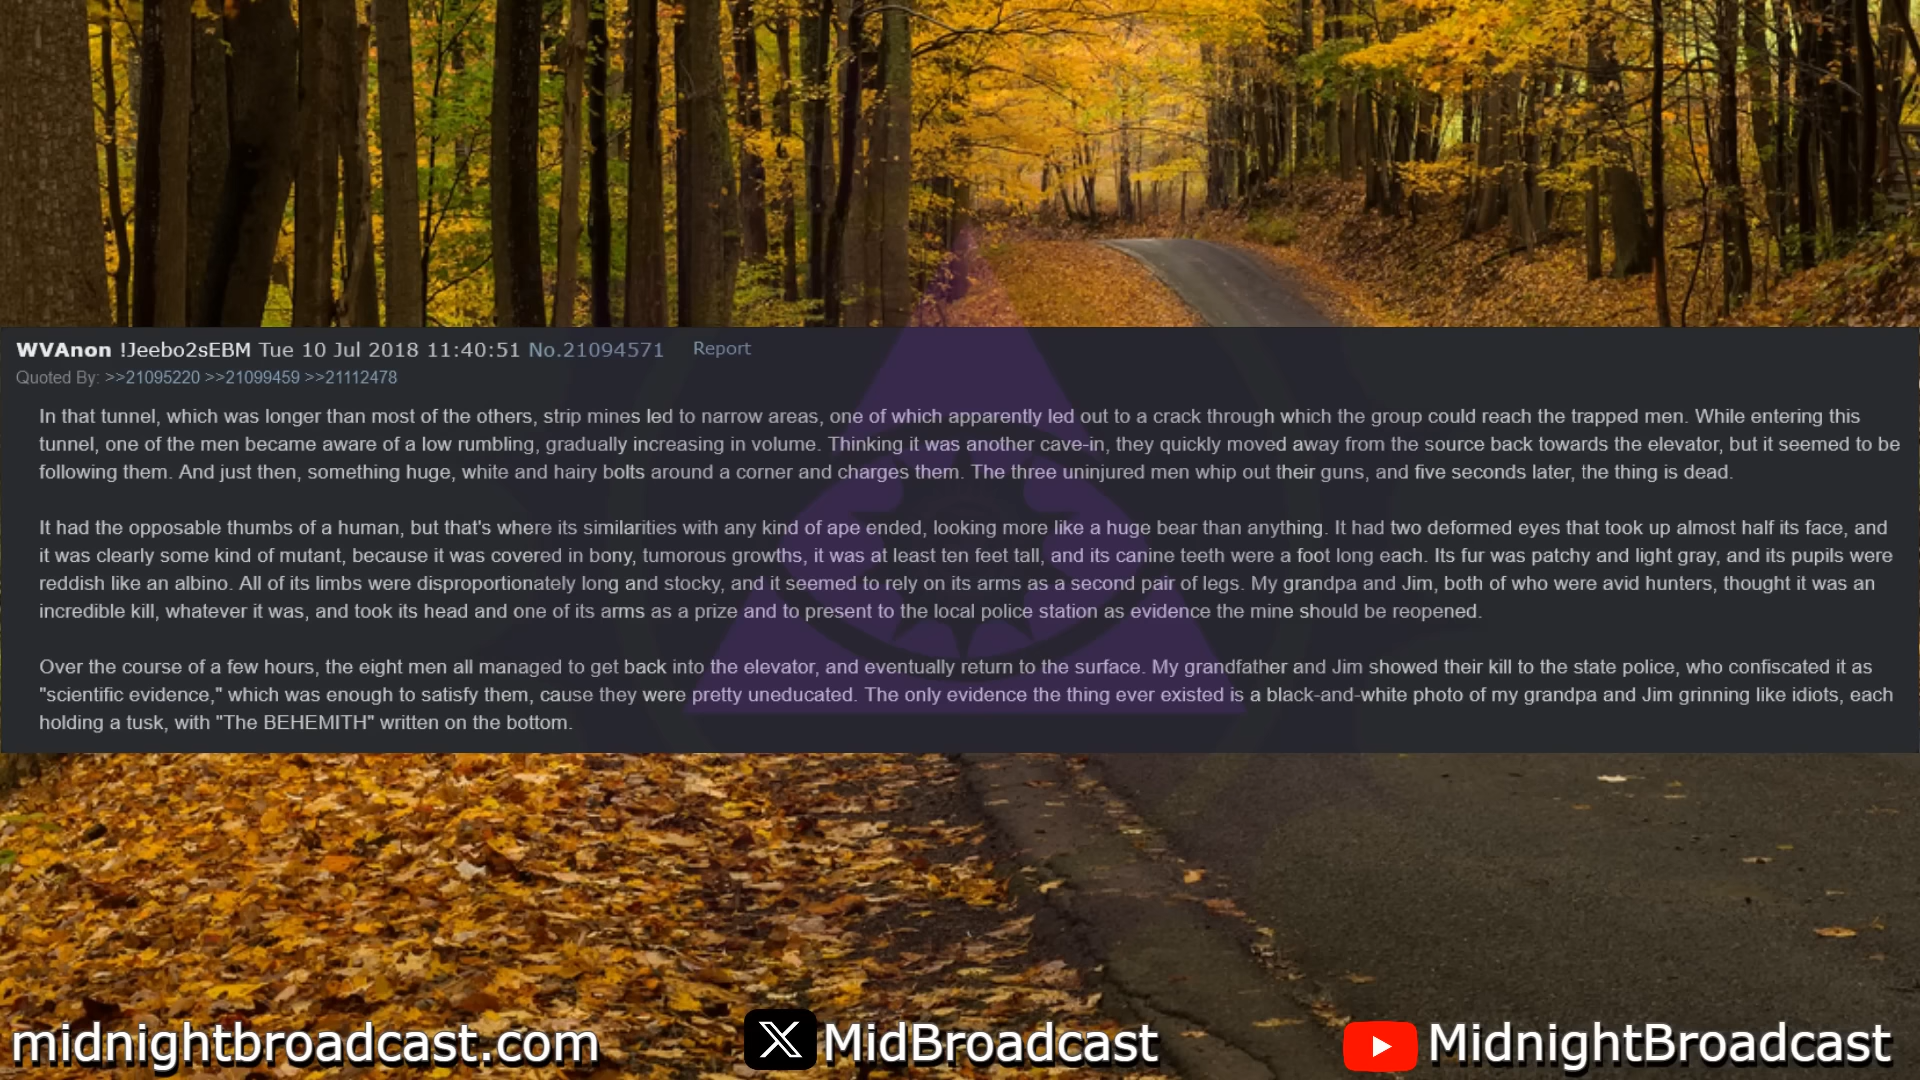 WVAnon !Jeebo2sEBM Tue 10 Jul 2018 11:40:51 No.21094571 Report
Quoted By: >>21095220 >>21099459 >>21112478
In that tunnel, which was longer than most of the others, strip mines led to narrow areas, one of which apparently led out to a crack through which the group could reach the trapped men. While entering this
tunnel, one of the men became aware of a low rumbling, gradually increasing in volume. Thinking it was another cave-in, they quickly moved away from the source back towards the elevator, but it seemed to be
following them. And just then, something huge, white and hairy bolts around a corner and charges them. The three uninjured men whip out their guns, and five seconds later, the thing is dead.
It had the opposable thumbs of a human, but that's where its similarities with any kind of ape ended, looking more like a huge bear than anything. It had two deformed eyes that took up almost half its face, and
it was clearly some kind of mutant, because it was covered in bony, tumorous growths, it was at least ten feet tall, and its canine teeth were a foot long each. Its fur was patchy and light gray, and its pupils were
reddish like an albino. All of its limbs were disproportionately long and stocky, and it seemed to rely on its arms as a second pair of legs. My grandpa and Jim, both of who were avid hunters, thought it was an
incredible kill, whatever it was, and took its head and one of its arms as a prize and to present to the local police station as evidence the mine should be reopened.
Over the course of a few hours, the eight men all managed to get back into the elevator, and eventually return to the surface. My grandfather and Jim showed their kill to the state police, who confiscated it as
"scientific evidence," which was enough to satisfy them, cause they were pretty uneducated. The only evidence the thing ever existed is a black-and-white photo of my grandpa and Jim grinning like idiots, each
holding a tusk, with "The BEHEMITH" written on the bottom.
midnightbroadcast.com MidBroadcast MidnightBroadcast